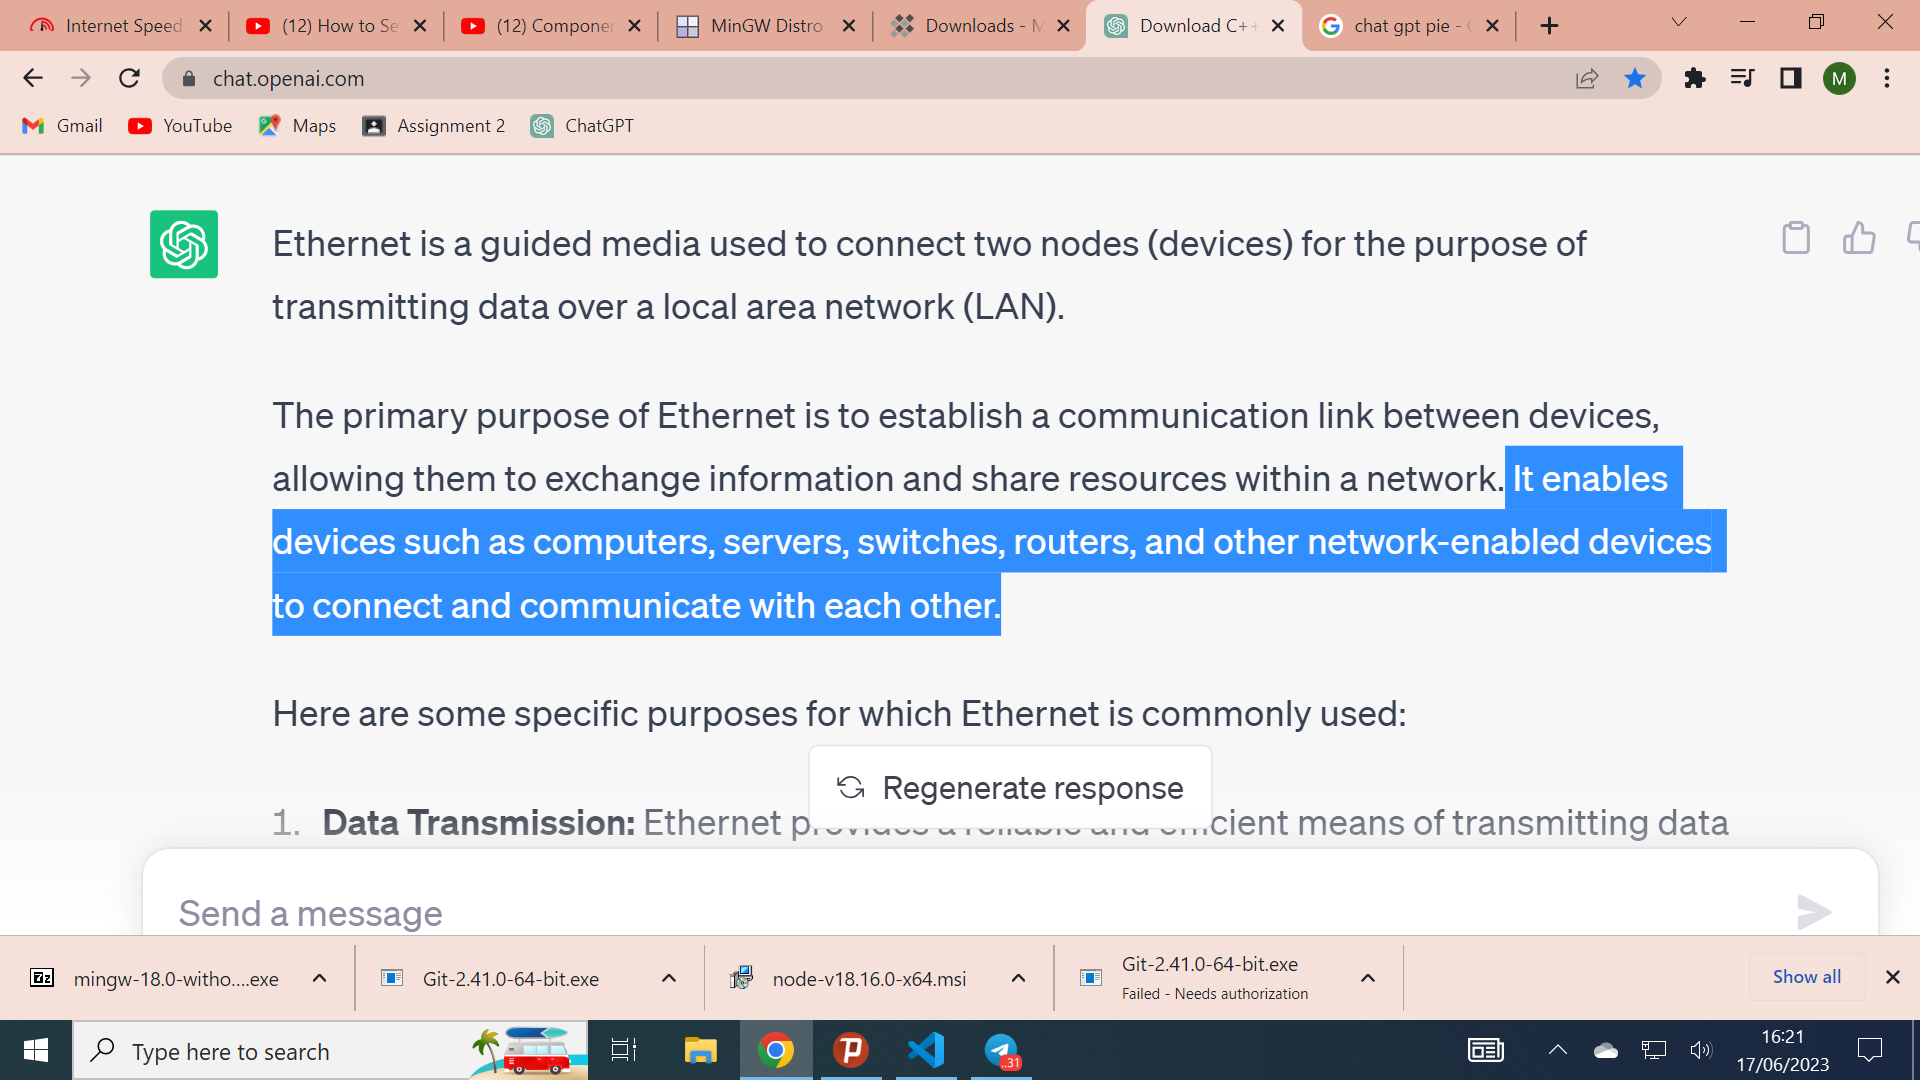 Internet Speed
(12) How to Se
(12) Componen
MinGW Distro
Downloads - M
Download C++
chat gpt pie - G
chat.openai.com
M
Gmail
YouTube
Maps
Assignment 2
ChatGPT
Ethernet is a guided media used to connect two nodes (devices) for the purpose of
transmitting data over a local area network (LAN).
The primary purpose of Ethernet is to establish a communication link between devices,
allowing them to exchange information and share resources within a network. It enables
devices such as computers, servers, switches, routers, and other network-enabled devices
to connect and communicate with each other.
Here are some specific purposes for which Ethernet is commonly used:
Regenerate response
1. Data Transmission: Ethernet provides a reliable and efficient means of transmitting data
Send a message
mingw-18.0-witho....exe
Git-2.41.0-64-bit.exe
node-v18.16.0-x64.msi
Git-2.41.0-64-bit.exe
Failed - Needs authorization
Show all
Type here to search
..31
16:21
17/06/2023